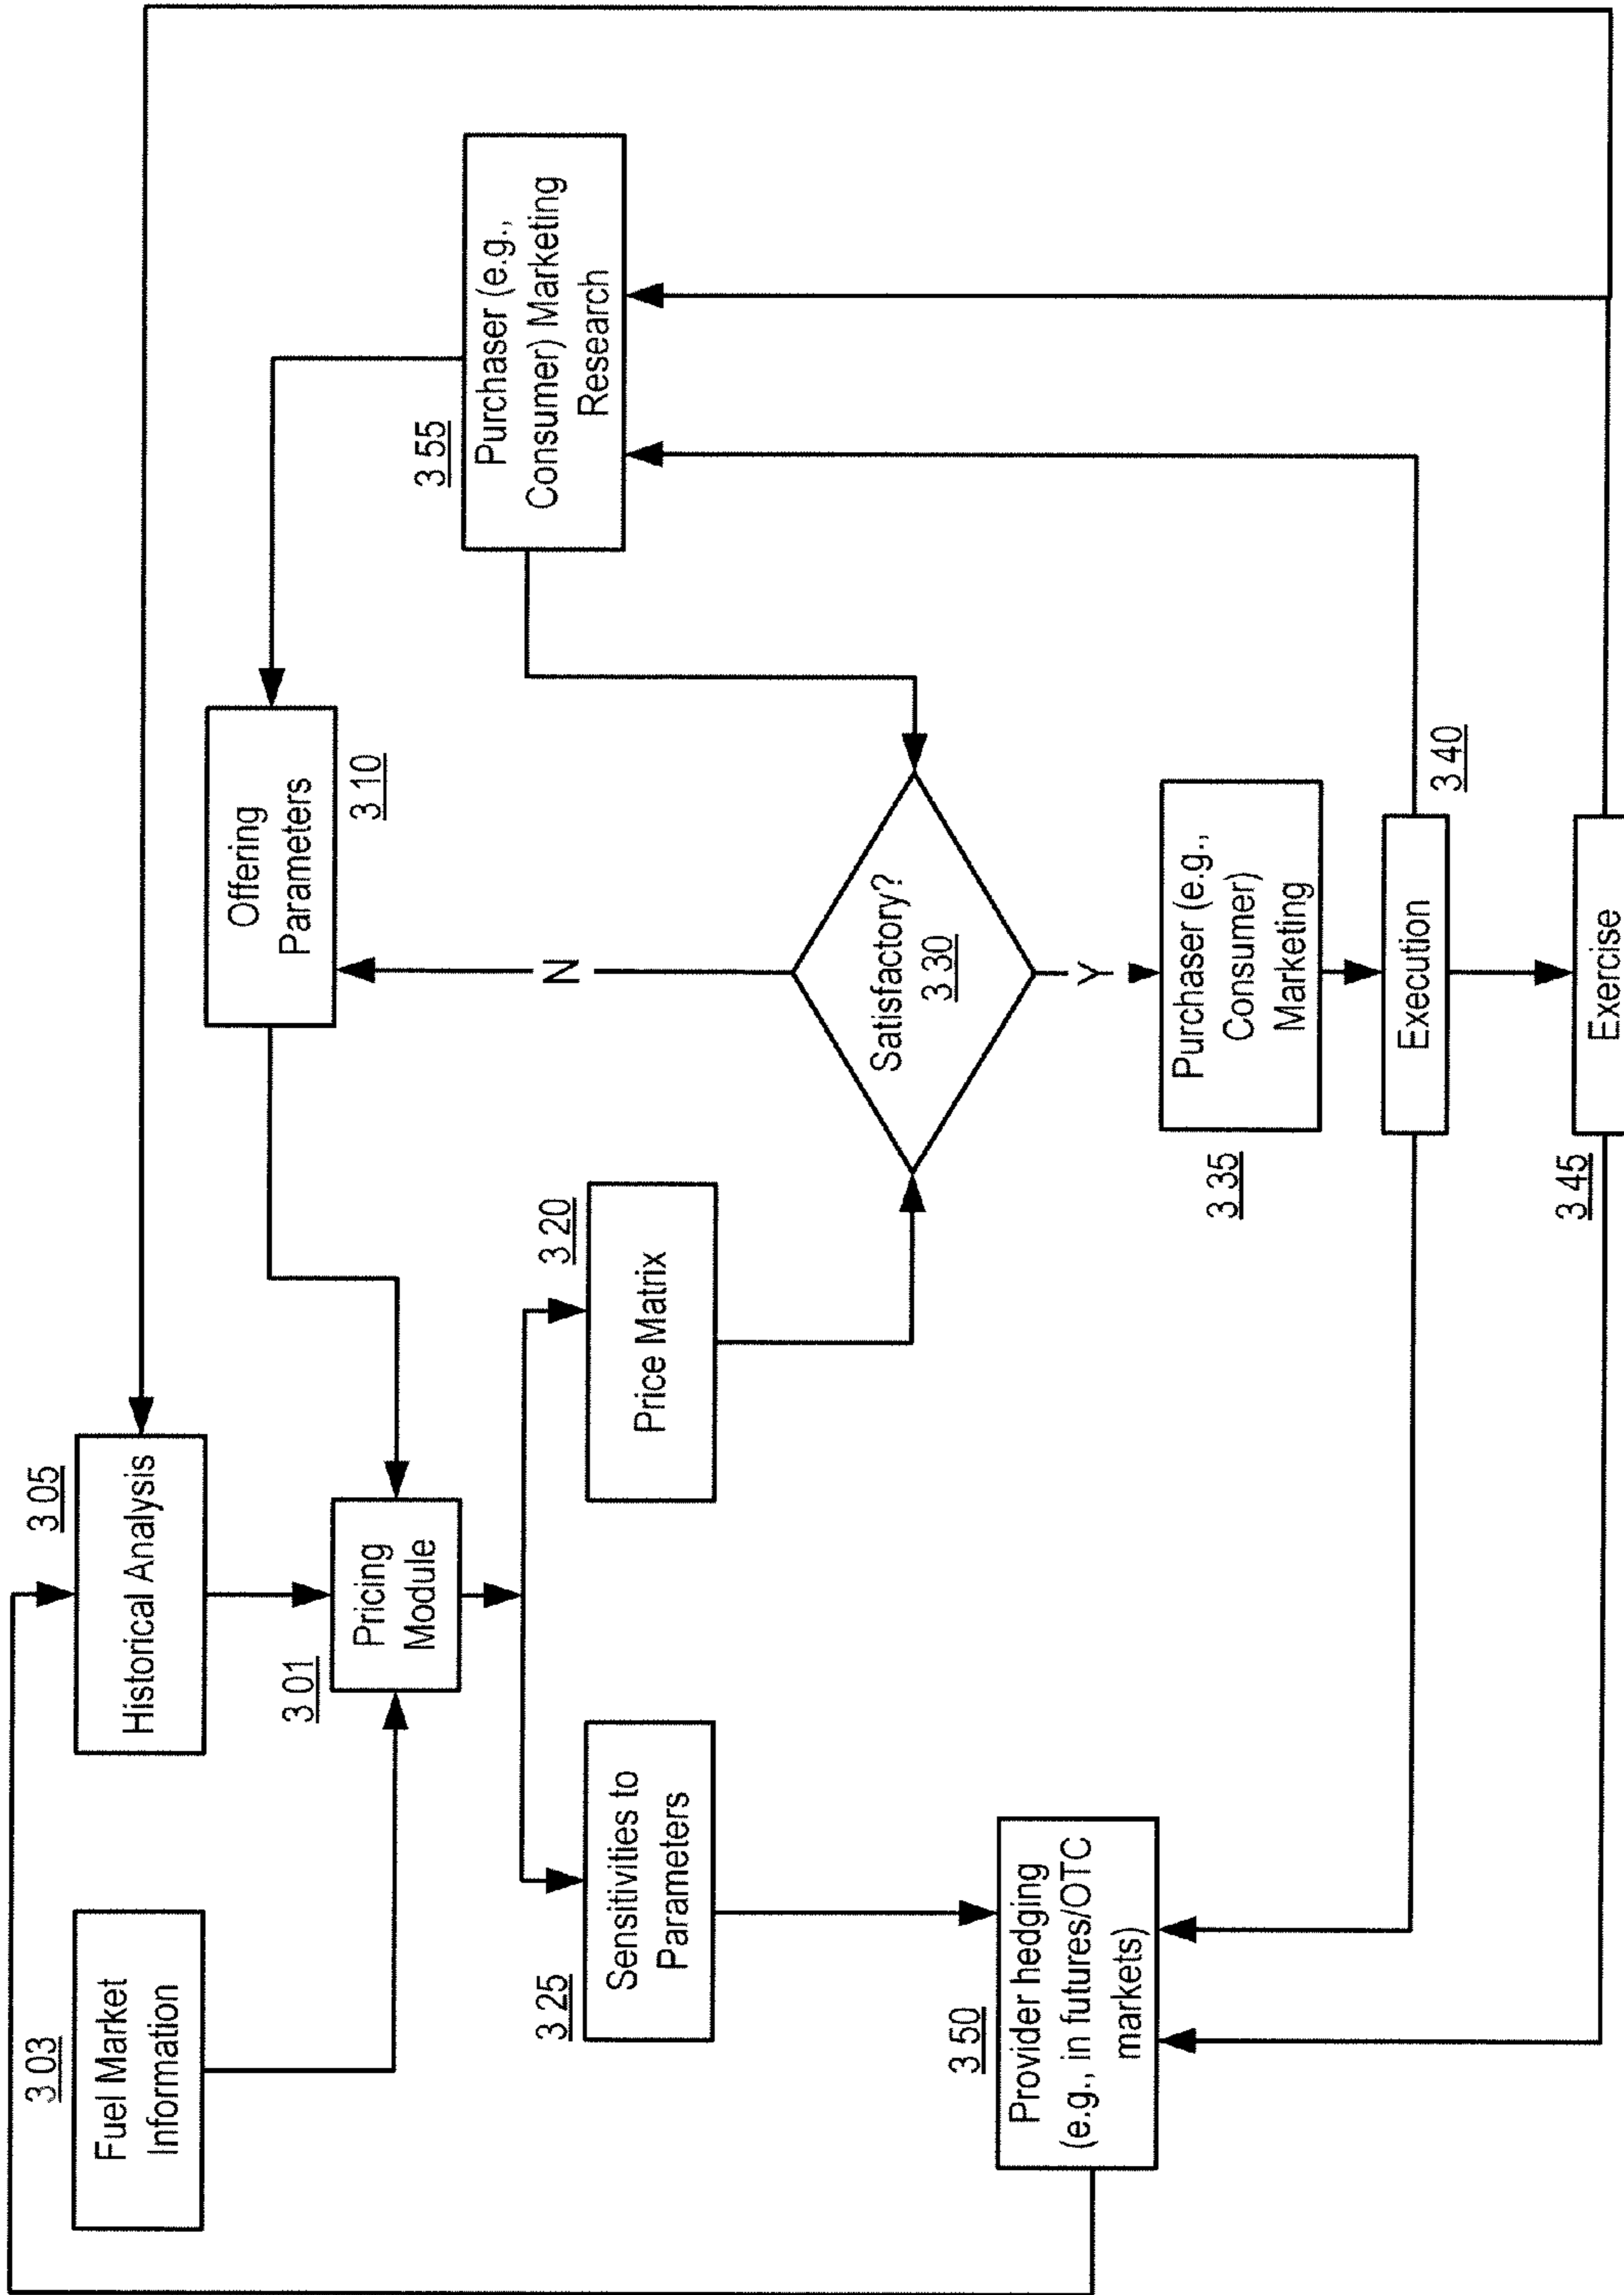 3 03
Fuel Market
Information
3 05
Historical Analysis
Offering
Parameters
3 10
3 01
Pricing
Module
3 55
Purchaser (e.g.,
Consumer) Marketing
Research
3 25
Sensitivities to
Parameters
3 20
Price Matrix
N
Satisfactory?
3 30
Y
3 50
Provider hedging
(e.g., in futures/OTC
markets)
3 35
Purchaser (e.g.,
Consumer)
Marketing
Execution
3 40
3 45
Exercise